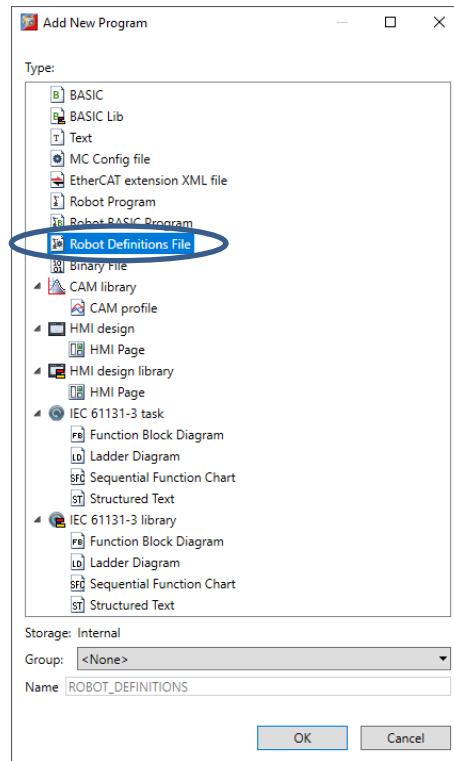 Add New Program
Type:
BASIC
BASIC Lib
Text
MC Config file
EtherCAT extension XML file
Robot Program
Robot BASIC Program
Robot Definitions File
Binary File
CAM library
CAM profile
HMI design
HMI Page
HMI design library
HMI Page
IEC 61131-3 task
Function Block Diagram
Ladder Diagram
Sequential Function Chart
Structured Text
IEC 61131-3 library
Function Block Diagram
Ladder Diagram
Sequential Function Chart
Structured Text
Storage: Internal
Group: <None>
Name ROBOT_DEFINITIONS
OK Cancel